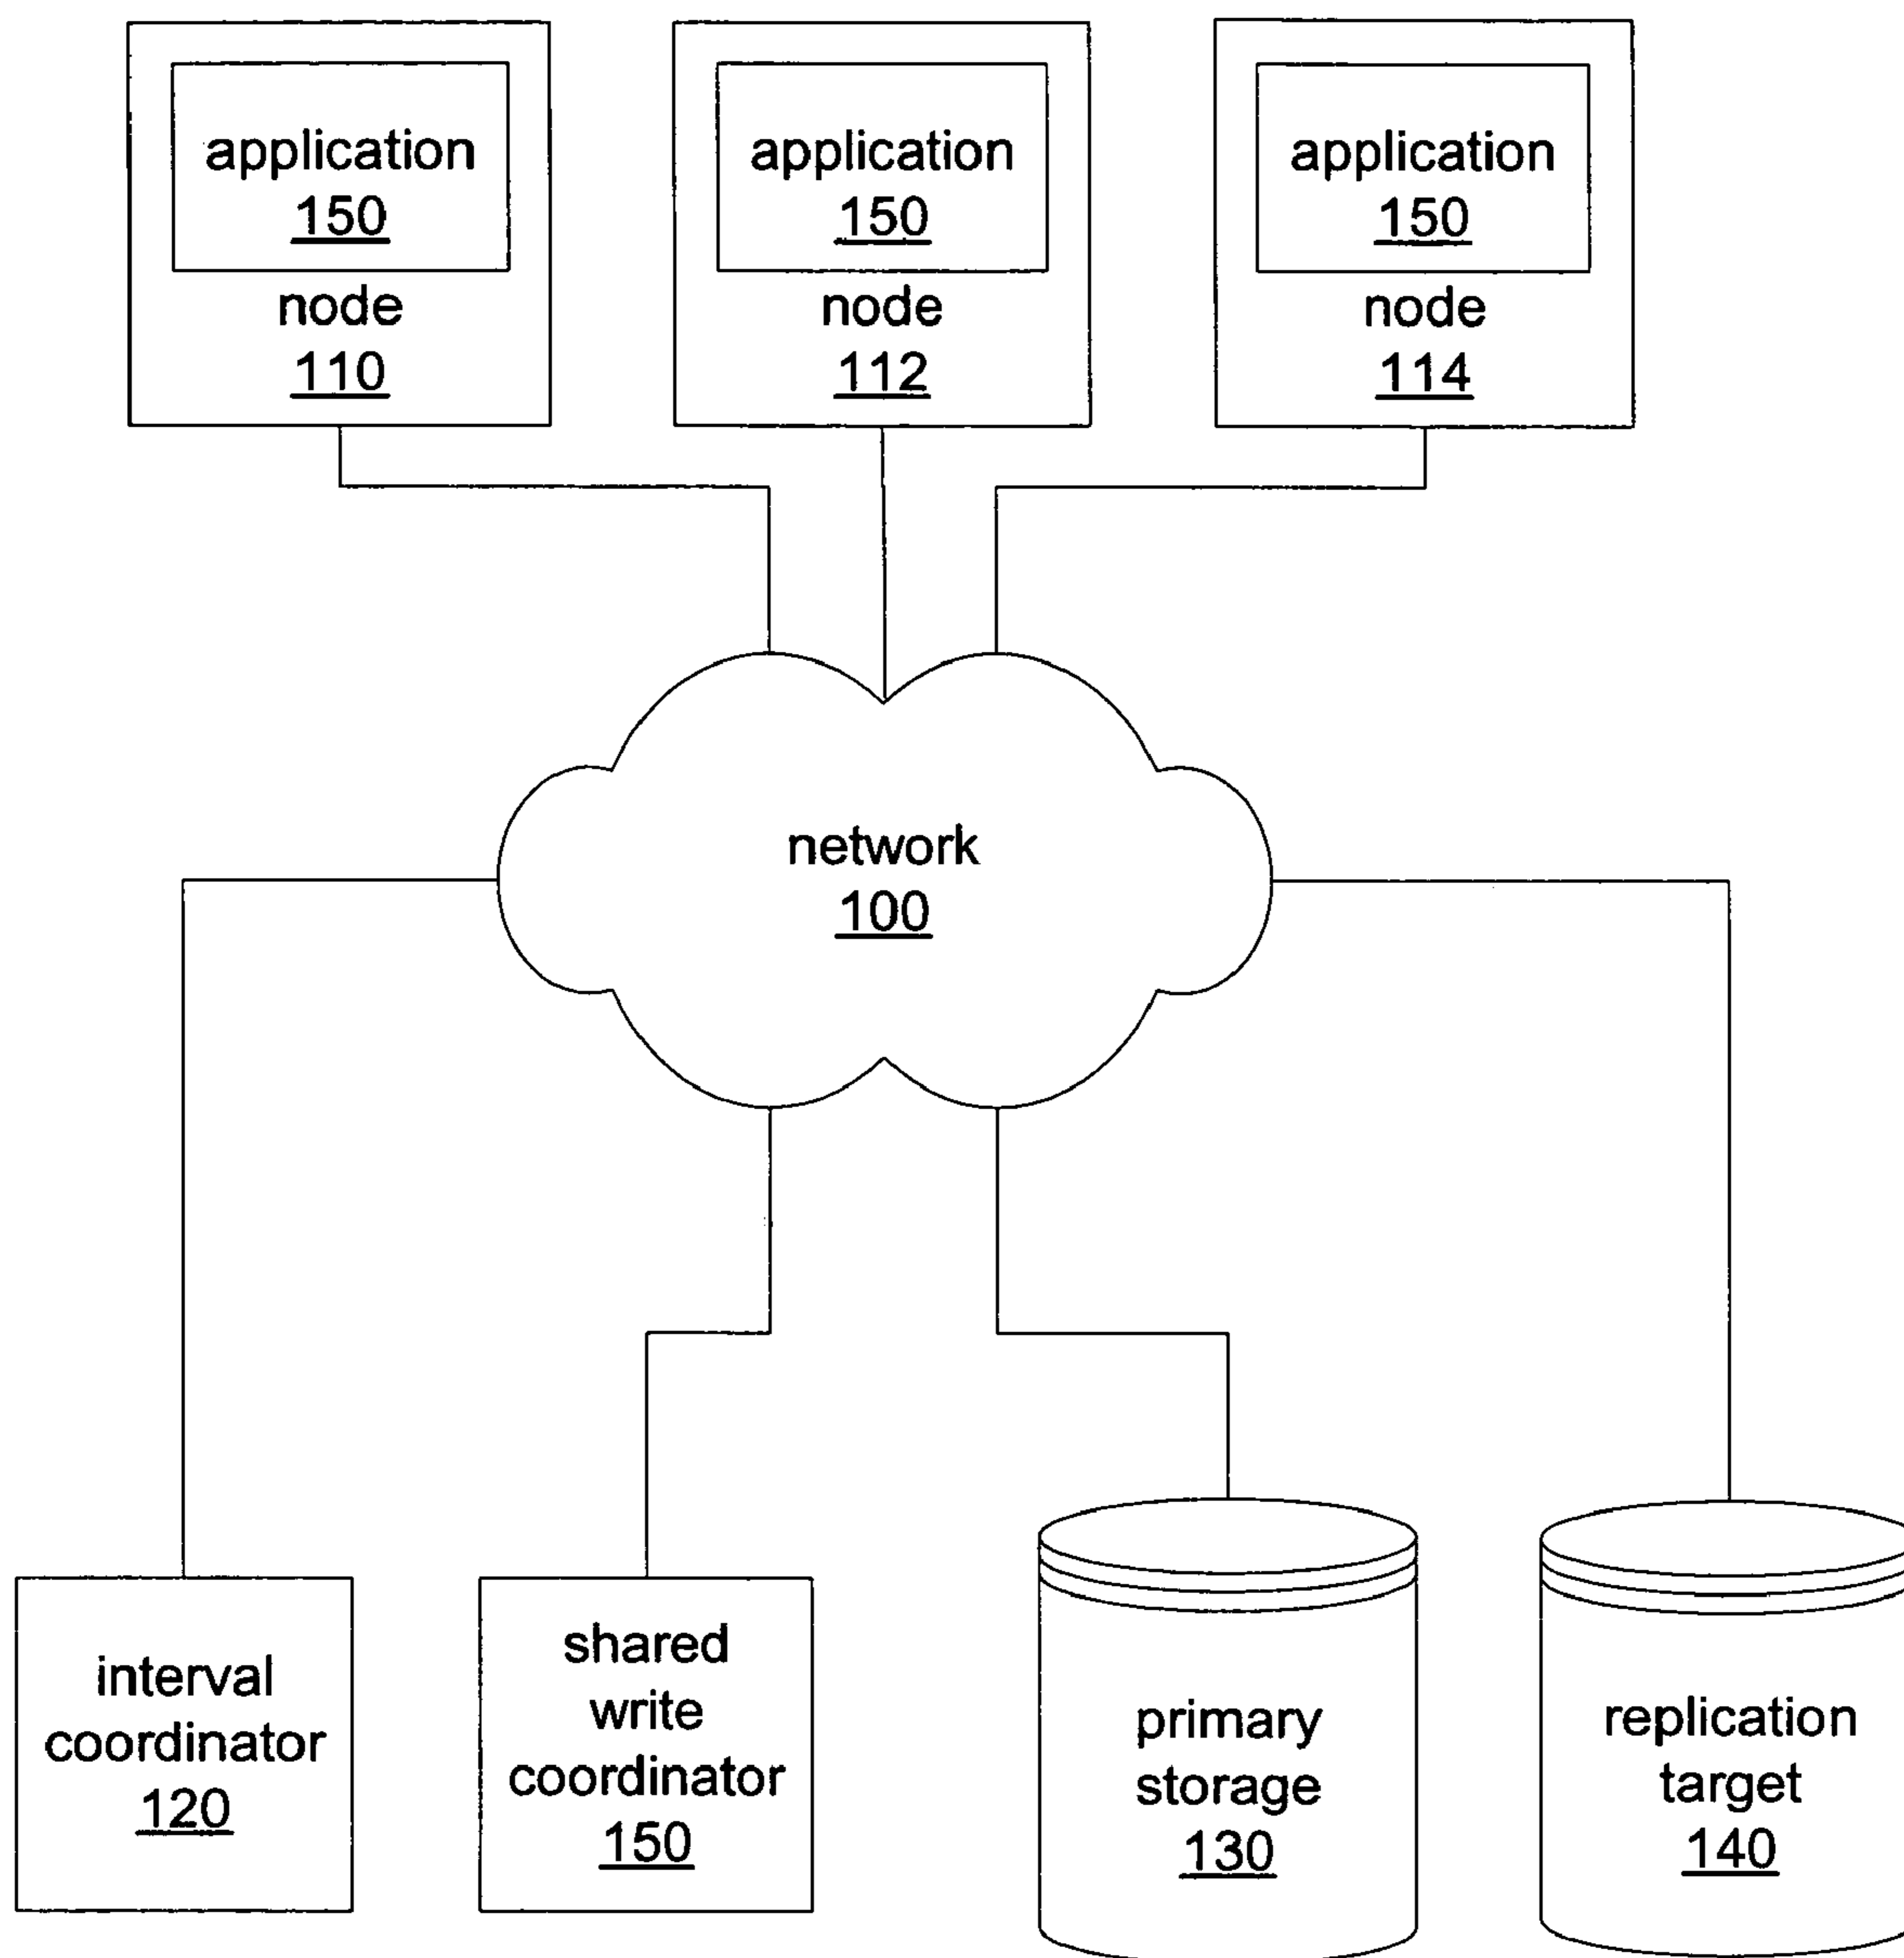 application
150
node
110
application
150
node
112
application
150
node
114
network
100
interval
coordinator
120
shared
write
coordinator
150
primary
storage
130
replication
target
140